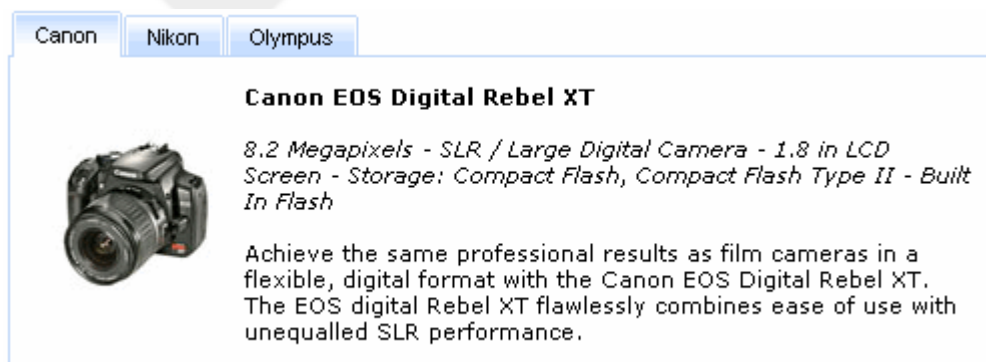 Canon Nikon Olympus
Canon EOS Digital Rebel XT
8.2 Megapixels - SLR / Large Digital Camera - 1.8 in LCD
Screen - Storage: Compact Flash, Compact Flash Type II - Built
In Flash
Achieve the same professional results as film cameras in a
flexible, digital format with the Canon EOS Digital Rebel XT.
The EOS digital Rebel XT flawlessly combines ease of use with
unequalled SLR performance.
Canon